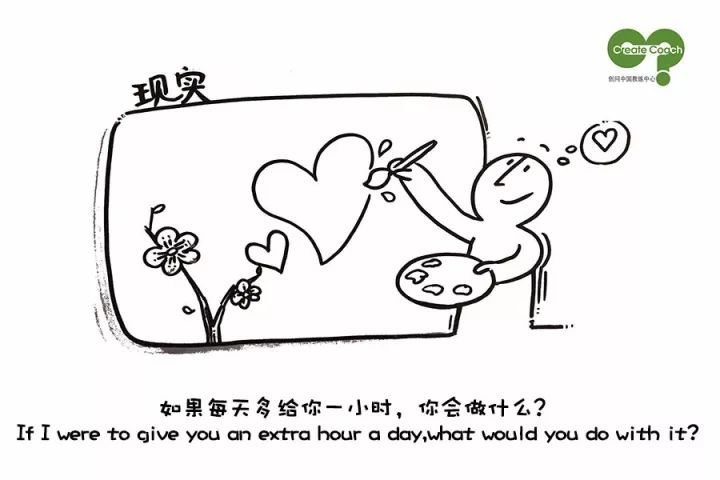 Create Coach
创问中国教练中心
现实
如果每天多给你一小时，你会做什么？
If I were to give you an extra hour a day,what would you do with it?